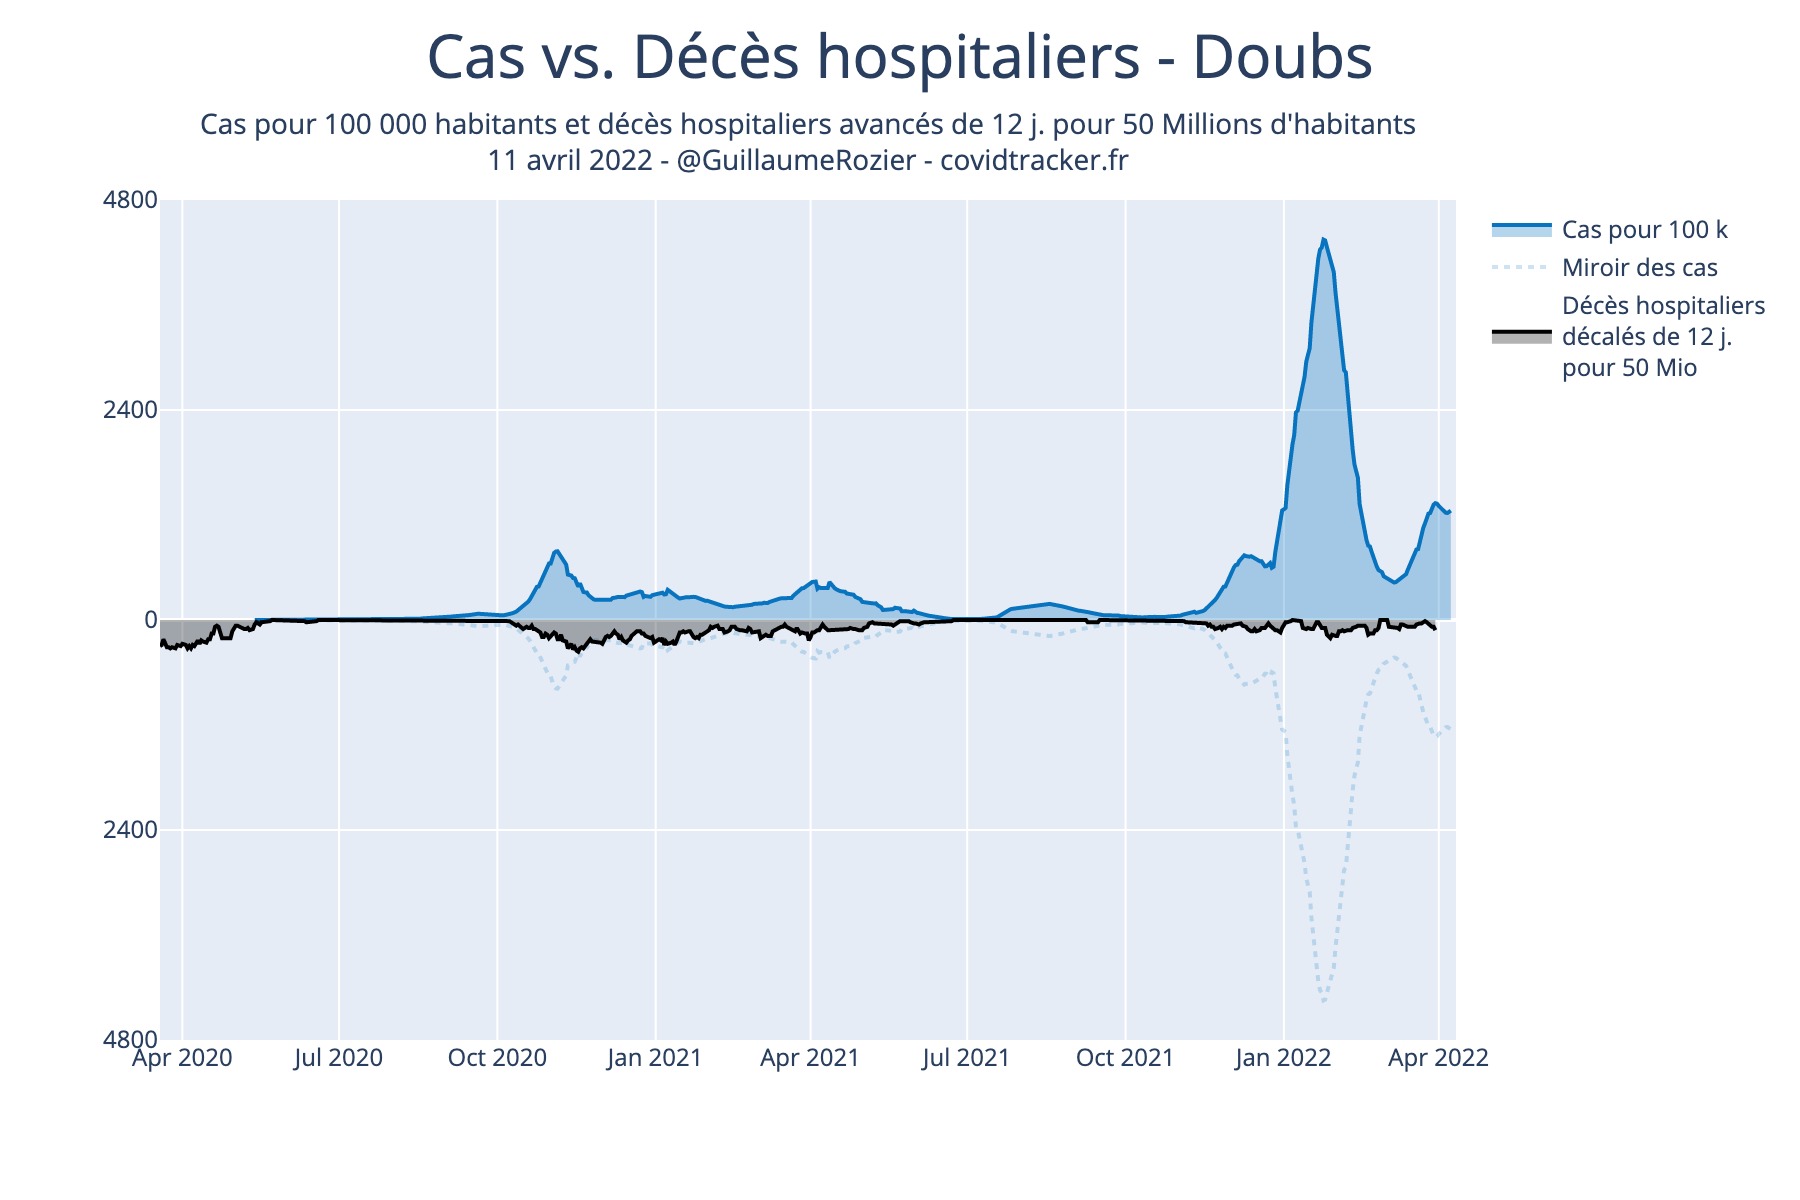 Cas vs. Décès hospitaliers - Doubs
Cas pour 100 000 habitants et décès hospitaliers avancés de 12 j. pour 50 Millions d'habitants
11 avril 2022 - @GuillaumeRozier - covidtracker.fr
4800
2400
0
2400
4800
Apr 2020
Jul 2020
Oct 2020
Jan 2021
Apr 2021
Jul 2021
Oct 2021
Jan 2022
Apr 2022
Cas pour 100 k
Miroir des cas
Décès hospitaliers
décalés de 12 j.
pour 50 Mio